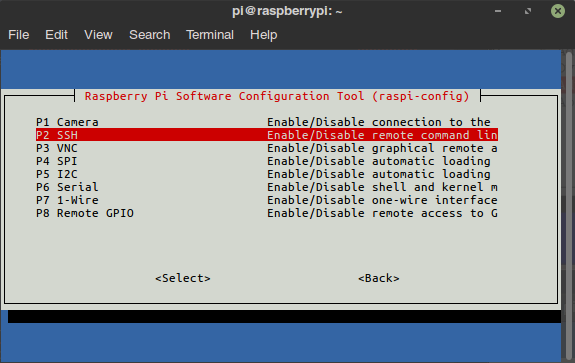 pi@raspberrypi: ~
File Edit View Search Terminal Help
Raspberry Pi Software Configuration Tool (raspi-config)
P1 Camera Enable/Disable connection to the
P2 SSH Enable/Disable remote command lin
P3 VNC Enable/Disable graphical remote a
P4 SPI Enable/Disable automatic loading
P5 I2C Enable/Disable automatic loading
P6 Serial Enable/Disable shell and kernel m
P7 1-Wire Enable/Disable one-wire interface
P8 Remote GPIO Enable/Disable remote access to G
<Select> <Back>